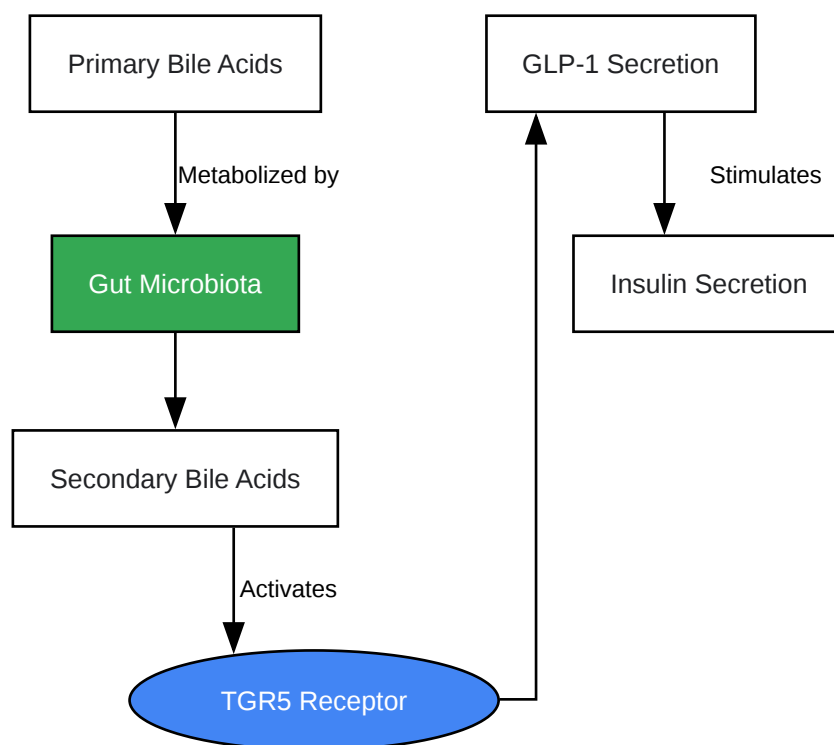 Primary Bile Acids
Metabolized by
Gut Microbiota
Secondary Bile Acids
Activates
TGR5 Receptor
GLP-1 Secretion
Stimulates
Insulin Secretion